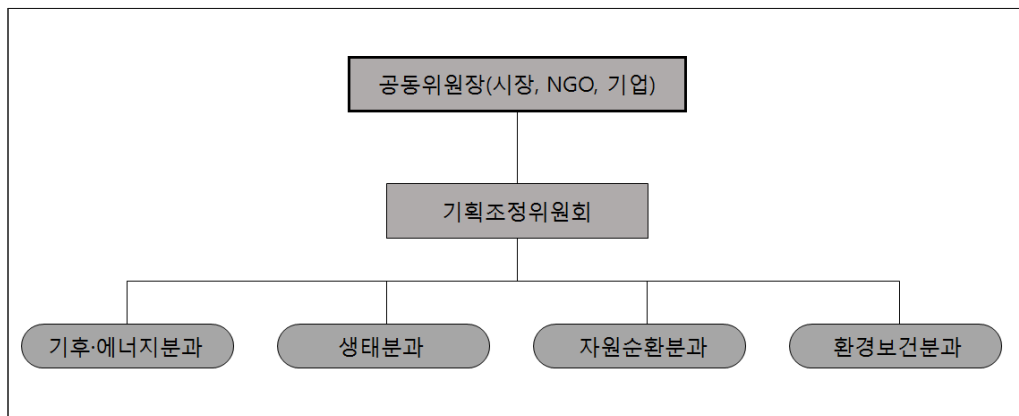 공동위원장(시장, NGO, 기업)
기획조정위원회
기후·에너지분과
생태분과
자원순환분과
환경보건분과